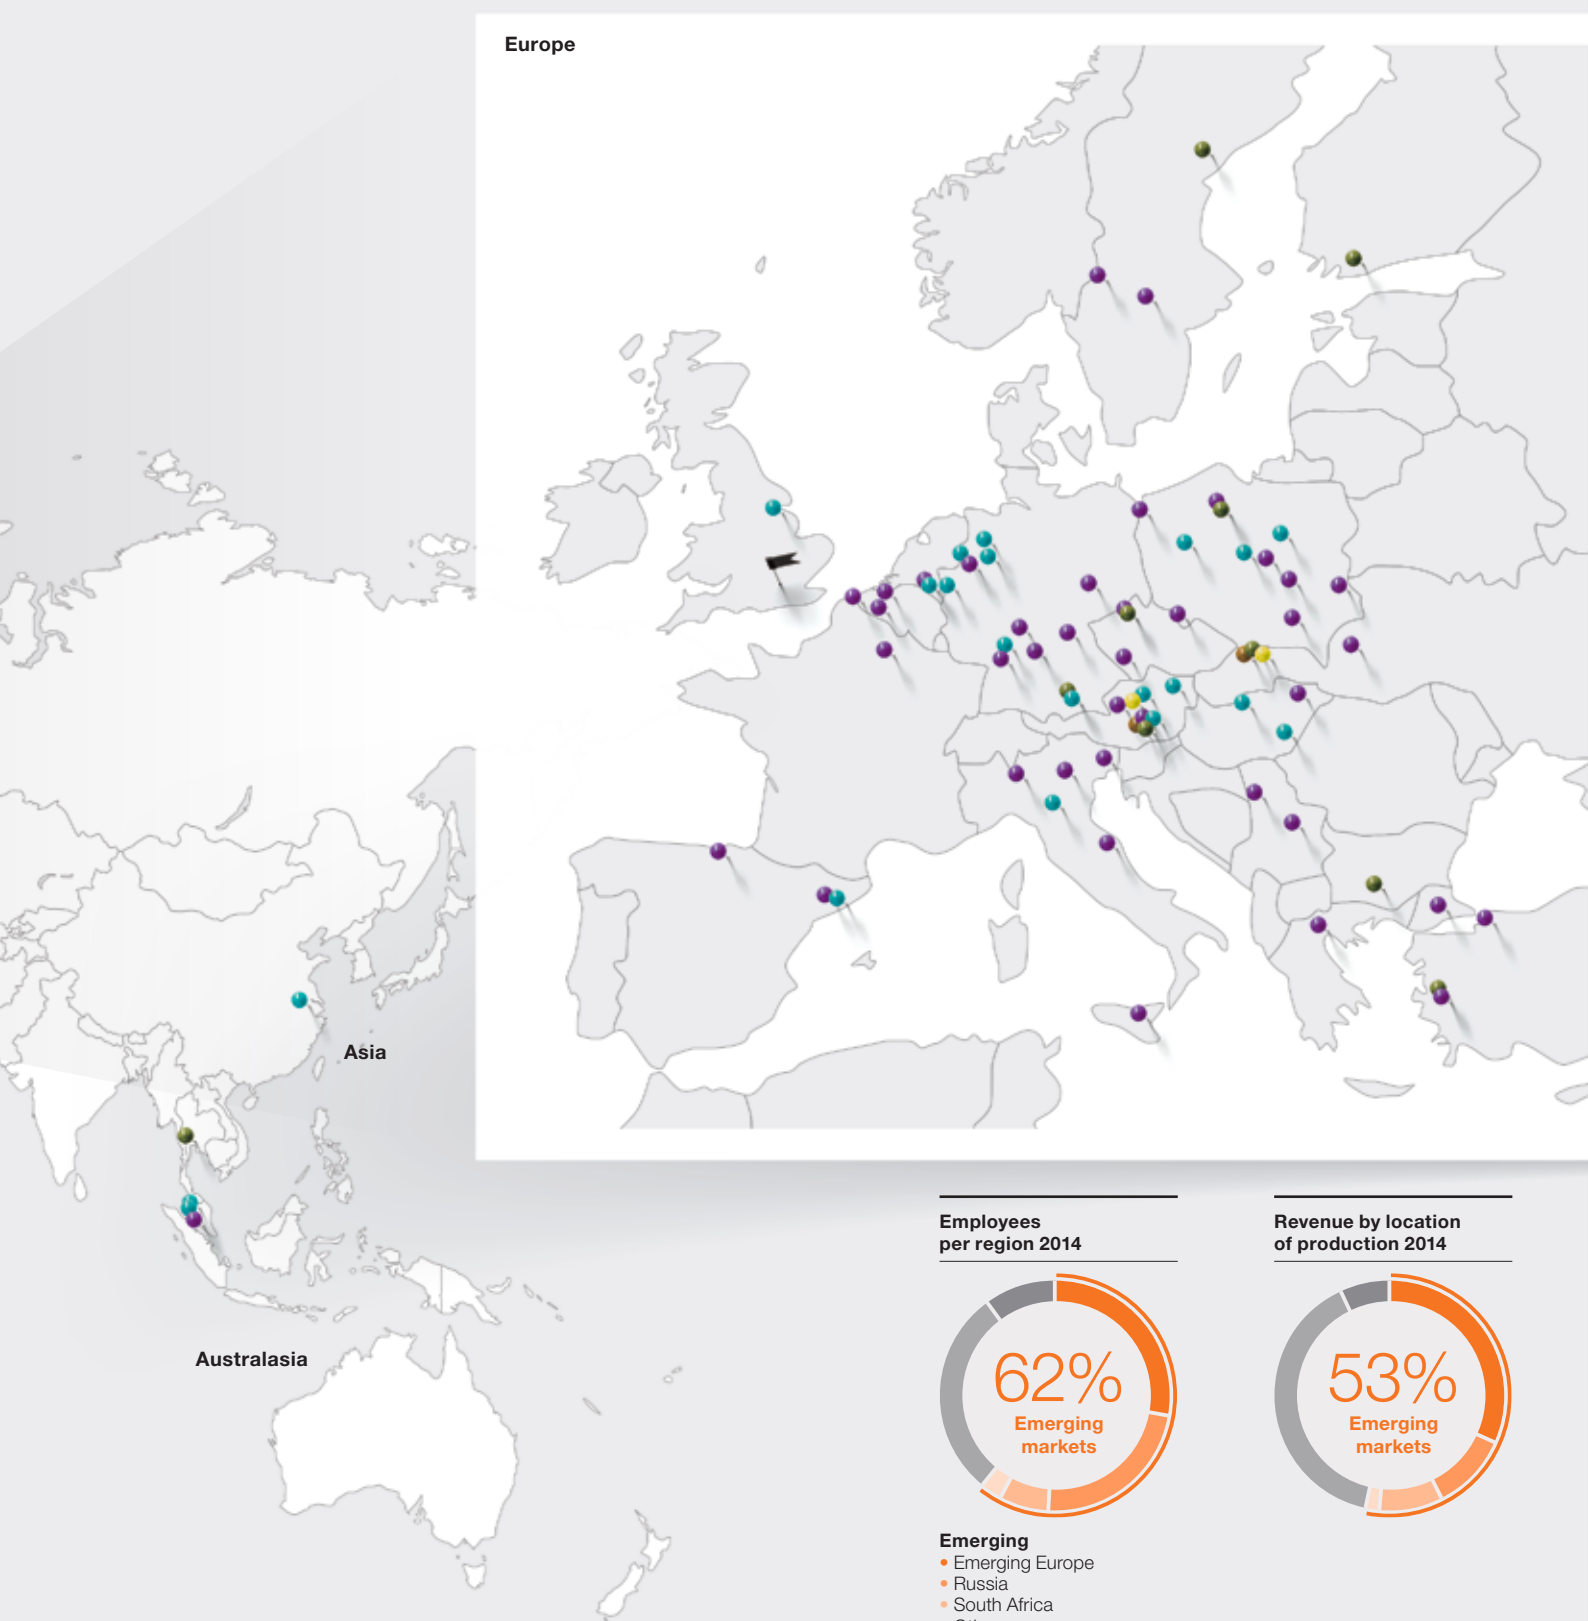 Europe
Asia
Australasia
Employees
per region 2014
62%
Emerging
markets
Revenue by location
of production 2014
53%
Emerging
markets
Emerging
• Emerging Europe
• Russia
• South Africa